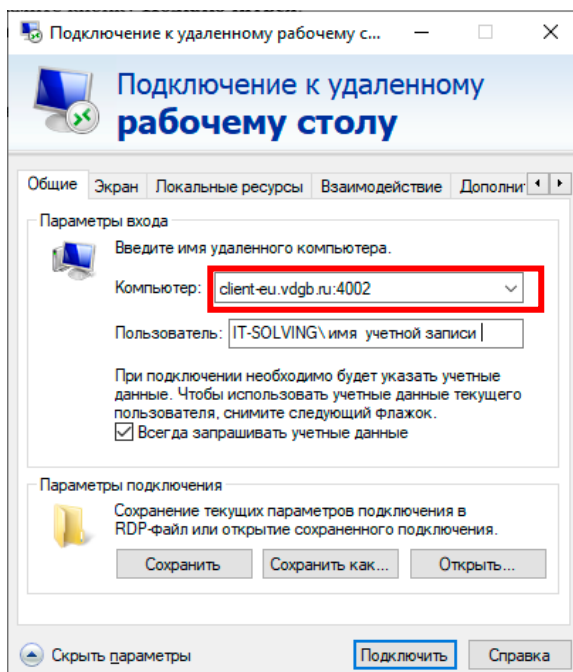 Подключение к удаленному рабочему с...
Подключение к удаленному
рабочему столу
Общие Экран Локальные ресурсы Взаимодействие Дополни
Параметры входа
Введите имя удаленного компьютера.
Компьютер: client-eu.vdgb.ru:4002
Пользователь: IT-SOLVING\ имя учетной записи
При подключении необходимо будет указать учетные
данные. Чтобы использовать учетные данные текущего
пользователя, снимите следующий флажок.
Всегда запрашивать учетные данные
Параметры подключения
Сохранение текущих параметров подключения в
RDP-файл или открытие сохраненного подключения.
Сохранить Сохранить как... Открыть...
Скрыть параметры Подключить Справка